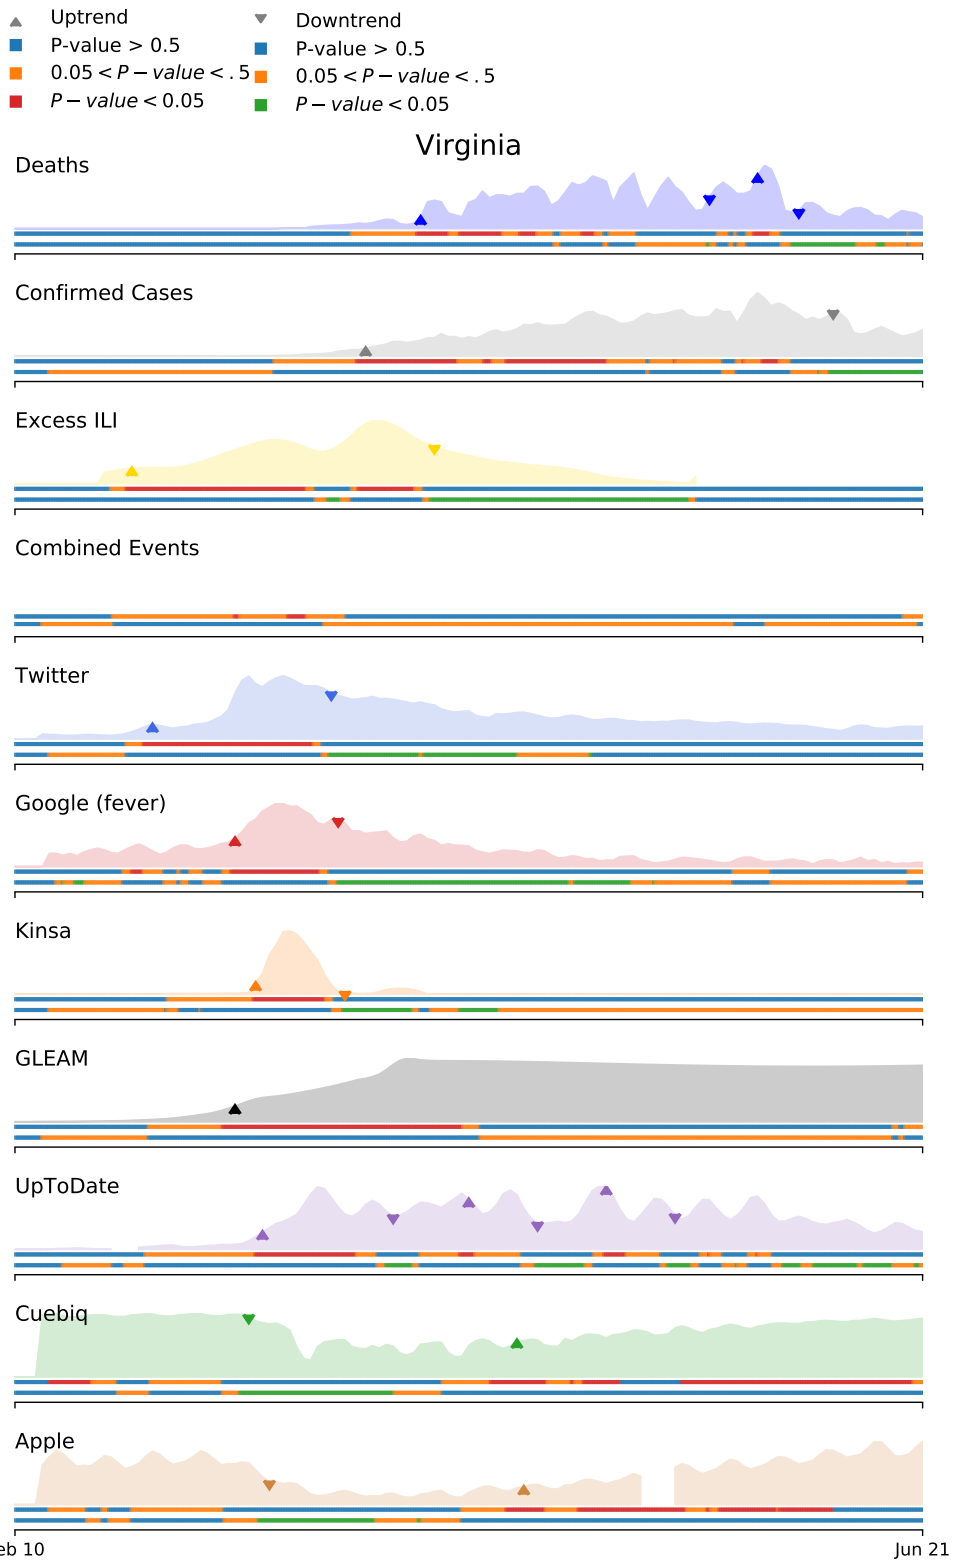 Uptrend
P-value > 0.5
0.05 < P − value < .5
P − value < 0.05
Downtrend
P-value > 0.5
0.05 < P − value < .5
P − value < 0.05
Virginia
Deaths
Confirmed Cases
Excess ILI
Combined Events
Twitter
Google (fever)
Kinsa
GLEAM
UpToDate
Cuebiq
Apple
eb 10
Jun 21